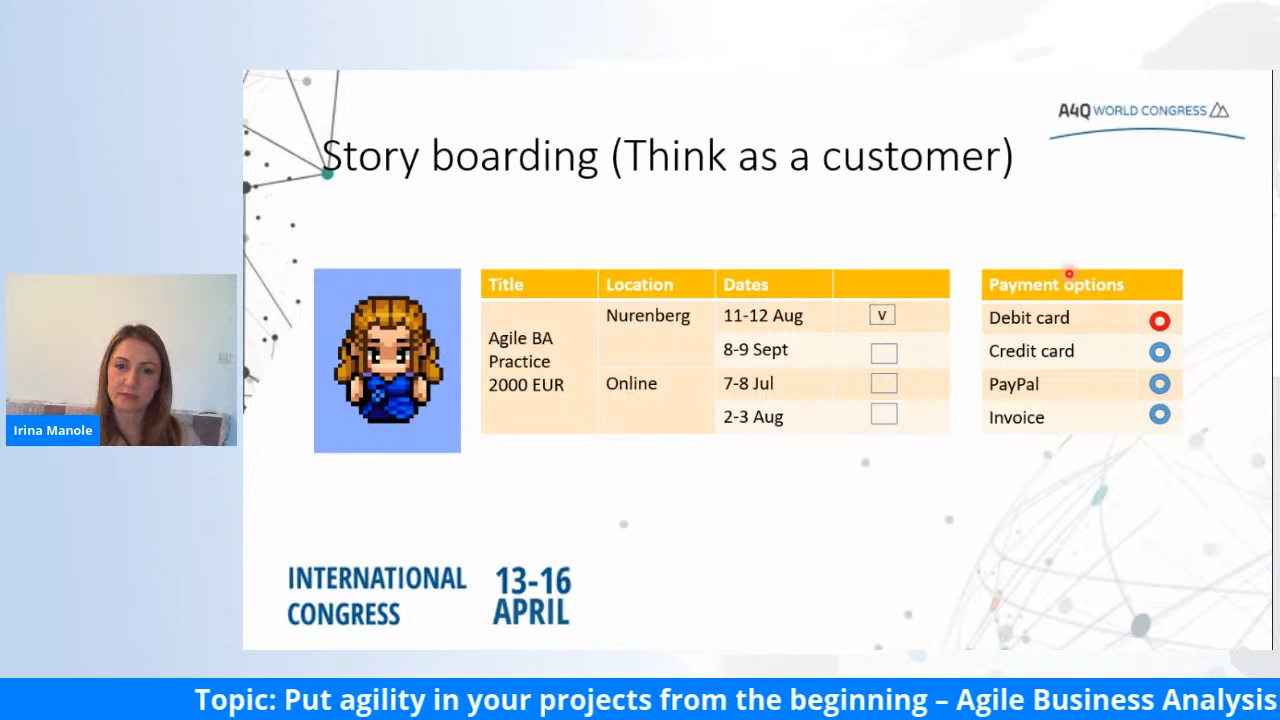 A4Q WORLD CONGRESS
Story boarding (Think as a customer)
Title Location Dates
Agile BA
Practice
2000 EUR
Nurenberg 11-12 Aug v
8-9 Sept
Online 7-8 Jul
2-3 Aug
Payment options
Debit card
Credit card
PayPal
Invoice
Irina Manole
INTERNATIONAL
CONGRESS
13-16
APRIL
Topic: Put agility in your projects from the beginning – Agile Business Analysis